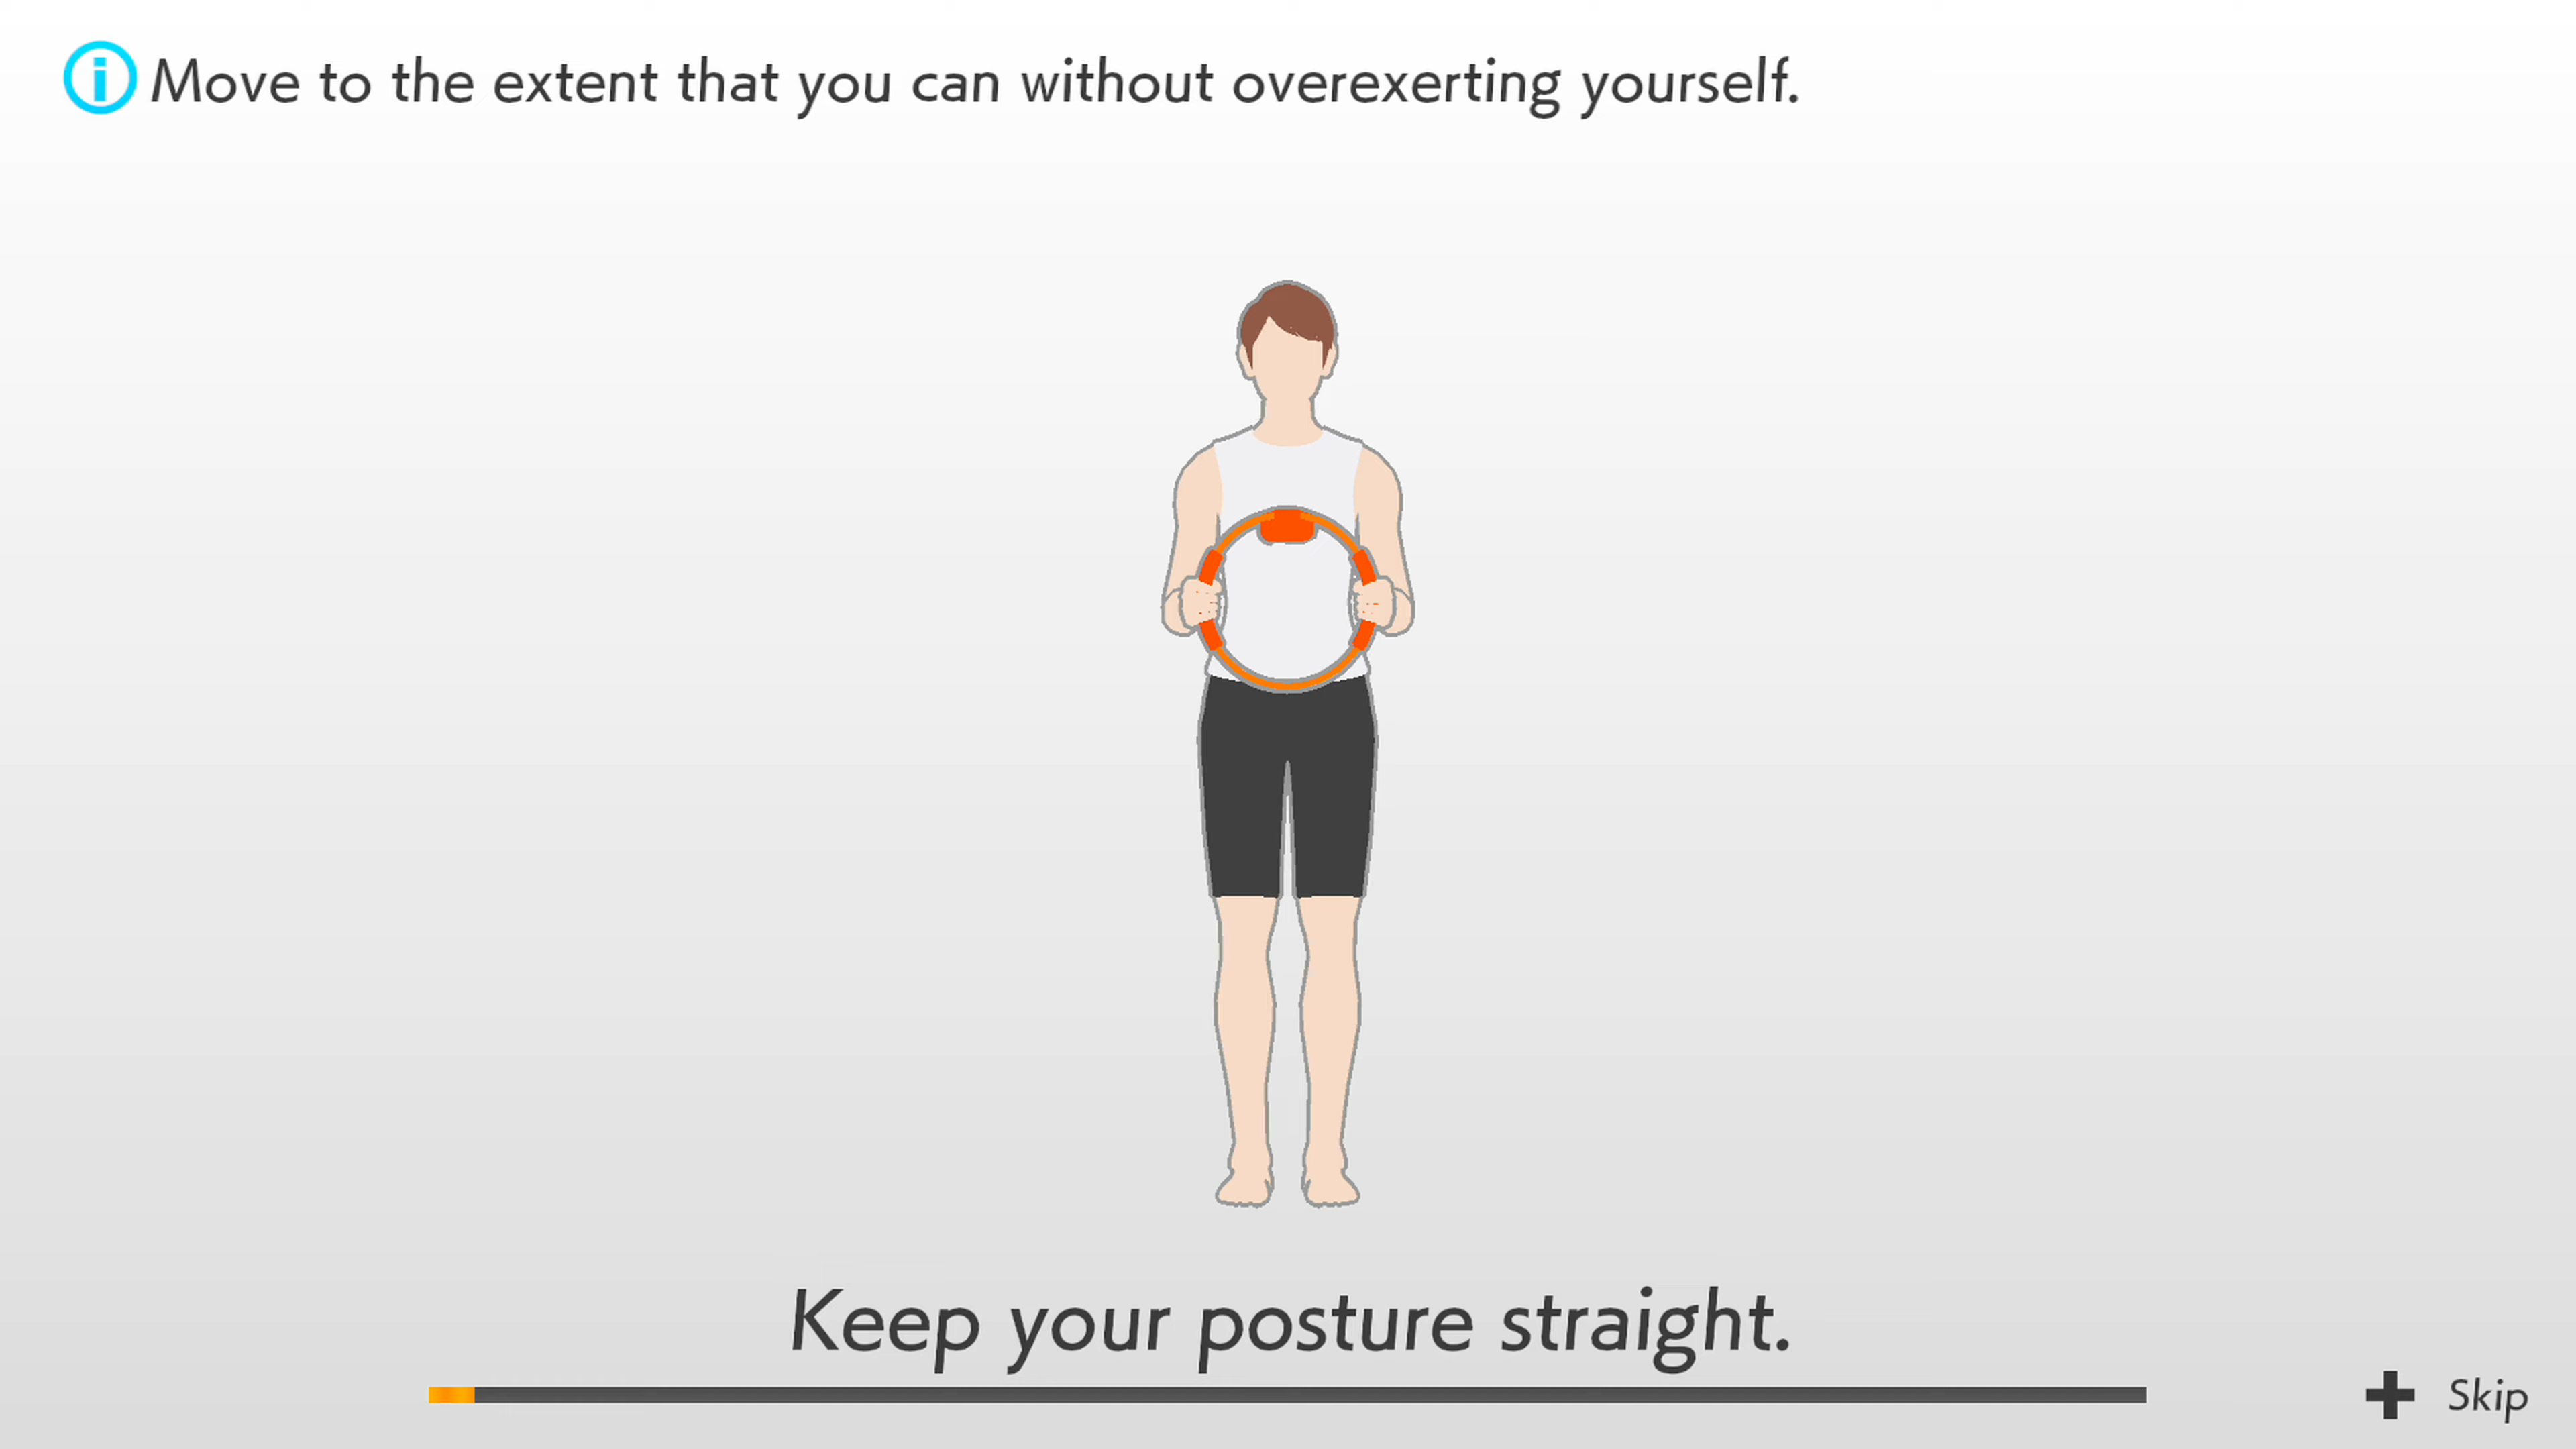 Move to the extent that you can without overexerting yourself.
Keep your posture straight.
Skip